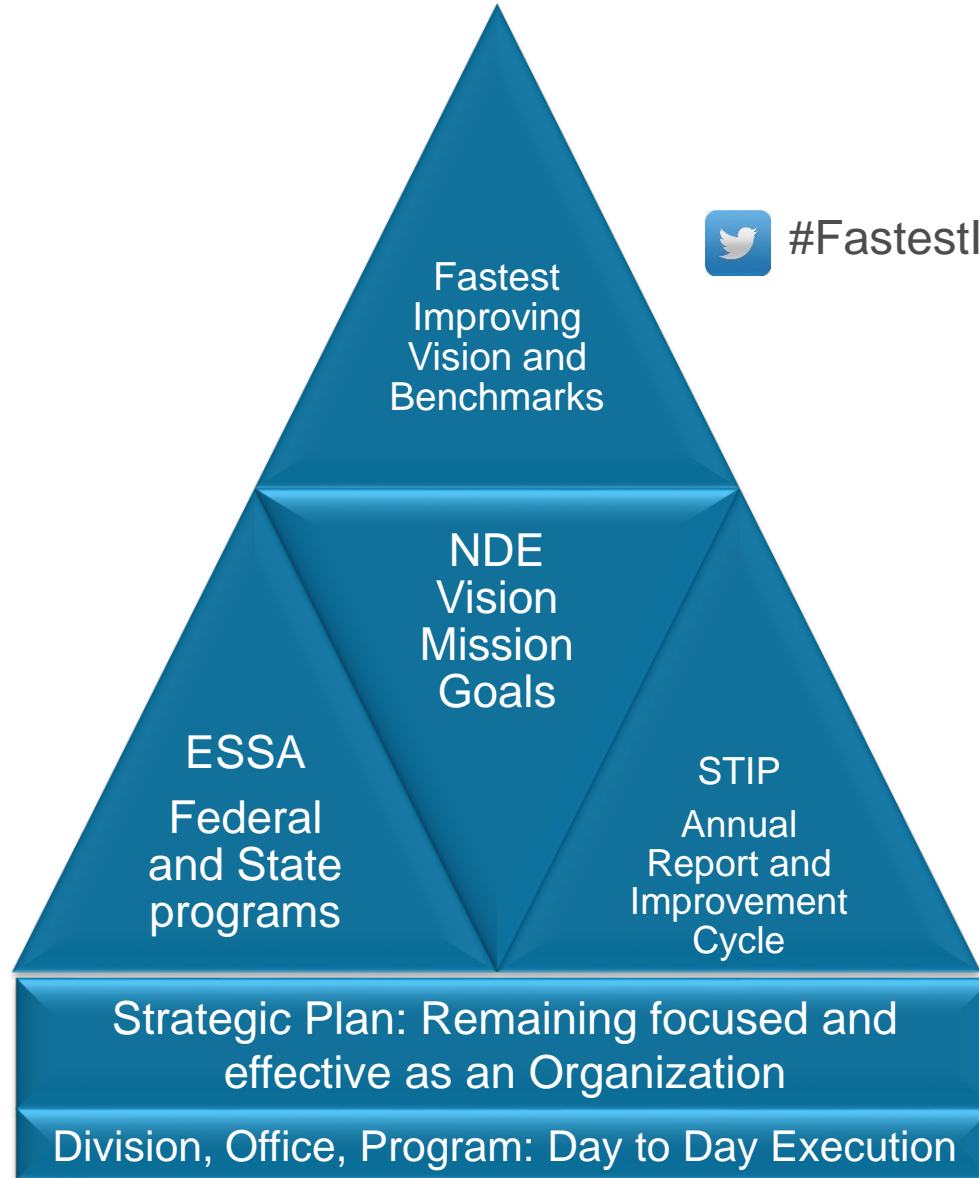 Fastest
Improving
Vision and
Benchmarks
#FastestI
NDE
Vision
Mission
Goals
ESSA
Federal
and State
programs
STIP
Annual
Report and
Improvement
Cycle
Strategic Plan: Remaining focused and
effective as an Organization
Division, Office, Program: Day to Day Execution